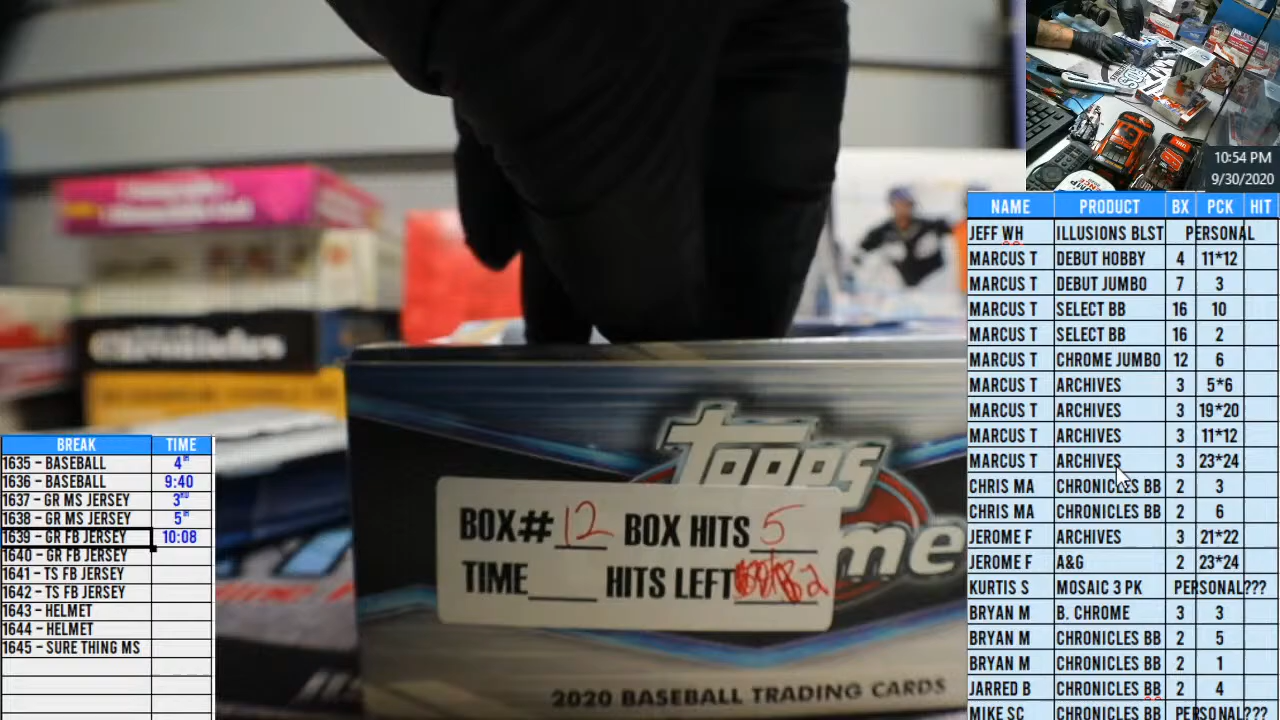 10:54 PM
9/30/2020
NAME PRODUCT BX PCK HIT
JEFF WH ILLUSIONS BLST PERSONAL
MARCUS T DEBUT HOBBY 4 11*12
MARCUS T DEBUT JUMBO 7 3
MARCUS T SELECT BB 16 10
MARCUS T SELECT BB 16 2
MARCUS T CHROME JUMBO 12 6
MARCUS T ARCHIVES 3 5*6
MARCUS T ARCHIVES 3 19*20
MARCUS T ARCHIVES 3 11*12
MARCUS T ARCHIVES 3 23*24
CHRIS MA CHRONICLES BB 2 3
CHRIS MA CHRONICLES BB 2 6
JEROME F ARCHIVES 3 21*22
JEROME F A&G 2 23*24
KURTIS S MOSAIC 3 PK PERSONAL???
BRYAN M B. CHROME 3 3
BRYAN M CHRONICLES BB 2 5
BRYAN M CHRONICLES BB 2 1
JARRED B CHRONICLES BB 2 4
MIKE SC CHRONICLES BB PERSONAL???
BREAK TIME
1635 - BASEBALL 4TH
1636 - BASEBALL 9:40
1637 - GR MS JERSEY 3RD
1638 - GR MS JERSEY 5TH
1639 - GR FB JERSEY 10:08
1640 - GR FB JERSEY
1641 - TS FB JERSEY
1642 - TS FB JERSEY
1643 - HELMET
1644 - HELMET
1645 - SURE THING MS
Chronicles
Topps
me
BOX# 12 BOX HITS 5
TIME____ HITS LEFT 2
2020 BASEBALL TRADING CARDS